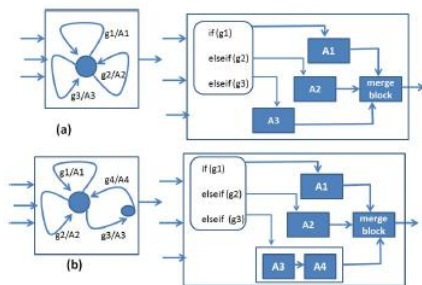 g1/A1
g2/A2
g3/A3
(a)
if (g1)
elseif (g2)
elseif (g3)
A1
A2
A3
merge
block
g1/A1
g4/A4
g2/A2
g3/A3
(b)
if (g1)
elseif (g2)
elseif (g3)
A1
A2
A3
A4
merge
block